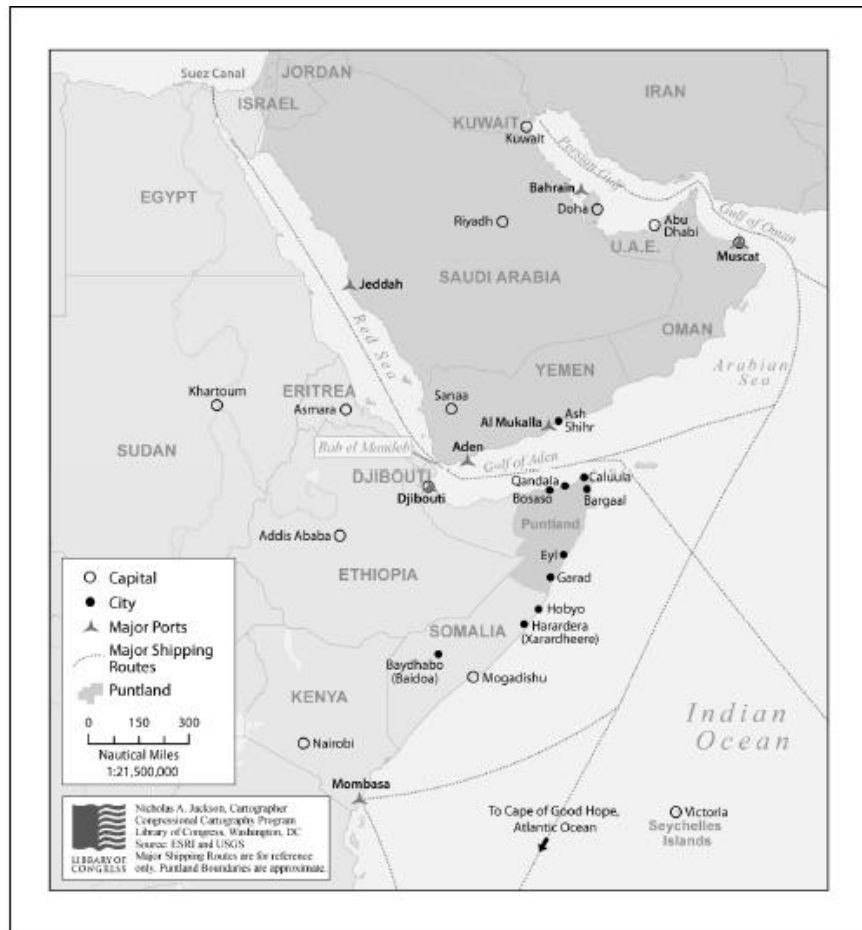 Suez Canal
JORDAN
ISRAEL
IRAN
KUWAIT
Kuwait
Persian Gulf
EGYPT
Bahrain
Doha
Riyadh
Abu
Dhabi
Gulf of Oman
U.A.E.
Muscat
SAUDI ARABIA
Jeddah
Red Sea
OMAN
Arabian
Sea
YEMEN
Khartoum
ERITREA
Asmara
Sanaa
Al Mukalla
Ash
Shihr
SUDAN
Bab el Mandeb
Aden
Gulf of Aden
DJIBOUTI
Djibouti
Qandala
Caluula
Bosaso
Bargaal
Puntland
Addis Ababa
ETHIOPIA
Eyl
Garad
Hobyo
Harardera
(Xarardheere)
SOMALIA
Baydhabo
(Baidoa)
Mogadishu
KENYA
Nairobi
Mombasa
Indian
Ocean
To Cape of Good Hope,
Atlantic Ocean
Victoria
Seychelles
Islands
Capital
City
Major Ports
Major Shipping
Routes
Puntland
0 150 300
Nautical Miles
1:21,500,000
LIBRARY OF
CONGRESS
Nicholas A. Jackson, Cartographer
Congressional Cartography Program
Library of Congress, Washington, DC
Source: ESRI and USGS
Major Shipping Routes are for reference
only. Puntland Boundaries are approximate.